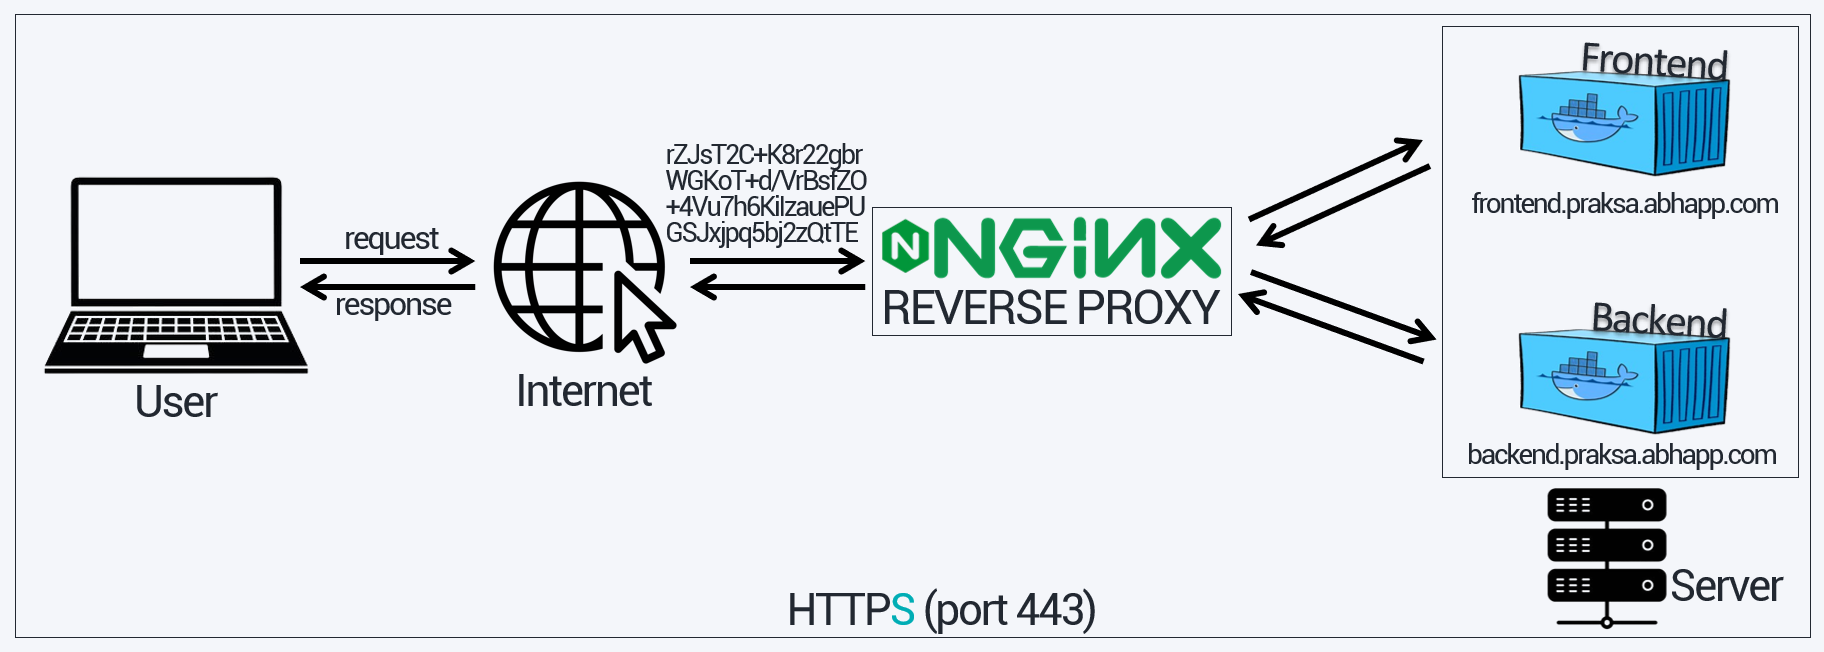 Frontend
frontend.praksa.abhapp.com
rZJsT2C+K8r22gbr
WGKoT+d/VrBsfZO
+4Vu7h6KiIzauePU
GSJxjpq5bj2zQtTE
request
response
User
Internet
NGINX
REVERSE PROXY
Backend
backend.praksa.abhapp.com
Server
HTTPS (port 443)